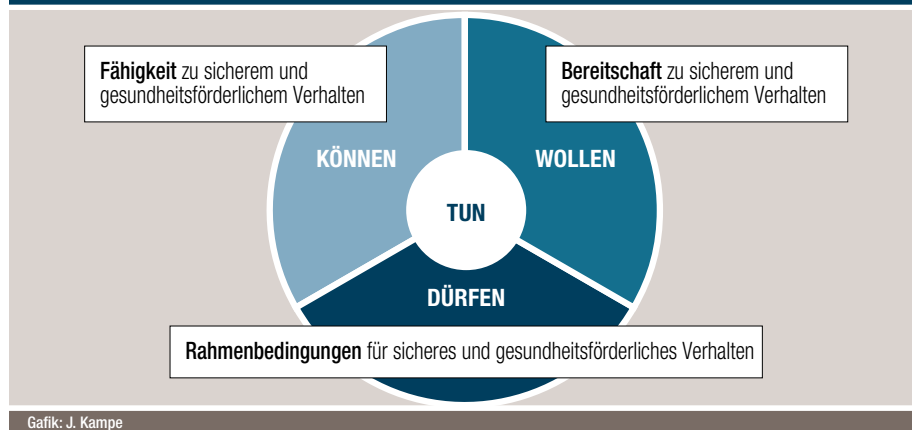 Fähigkeit zu sicherem und
gesundheitsförderlichem Verhalten
Bereitschaft zu sicherem und
gesundheitsförderlichem Verhalten
KÖNNEN
WOLLEN
TUN
DÜRFEN
Rahmenbedingungen für sicheres und gesundheitsförderliches Verhalten
Gafik: J. Kampe